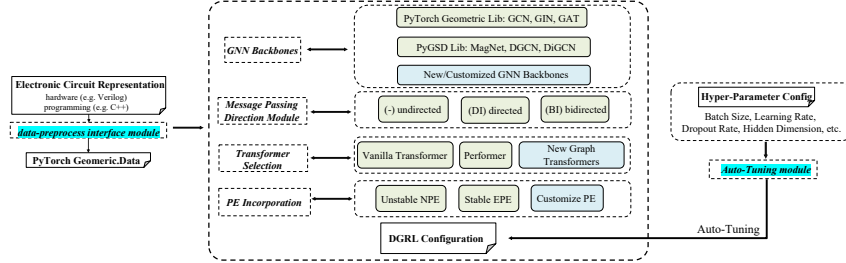 Electronic Circuit Representation
hardware (e.g. Verilog)
programming (e.g. C++)
data-preprocess interface module
PyTorch Geomeric.Data
GNN Backbones
PyTorch Geometric Lib: GCN, GIN, GAT
PyGSD Lib: MagNet, DGCN, DiGCN
New/Customized GNN Backbones
Message Passing
Direction Module
(-) undirected
(DI) directed
(BI) bidirected
Transformer
Selection
Vanilla Transformer
Performer
New Graph
Transformers
PE Incorporation
Unstable NPE
Stable EPE
Customize PE
DGRL Configuration
Hyper-Parameter Config
Batch Size, Learning Rate,
Dropout Rate, Hidden Dimension, etc.
Auto-Tuning module
Auto-Tuning